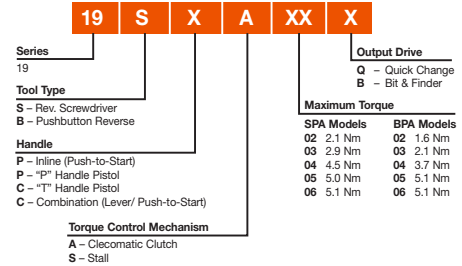 19 S X A XX X
Series
19
Tool Type
S – Rev. Screwdriver
B – Pushbutton Reverse
Handle
P – Inline (Push-to-Start)
P – “P” Handle Pistol
C – “T” Handle Pistol
C – Combination (Lever/ Push-to-Start)
Torque Control Mechanism
A – Clecomatic Clutch
S – Stall
Output Drive
Q – Quick Change
B – Bit & Finder
Maximum Torque
SPA Models BPA Models
02 2.1 Nm 02 1.6 Nm
03 2.9 Nm 03 2.1 Nm
04 4.5 Nm 04 3.7 Nm
05 5.0 Nm 05 5.1 Nm
06 5.1 Nm 06 5.1 Nm